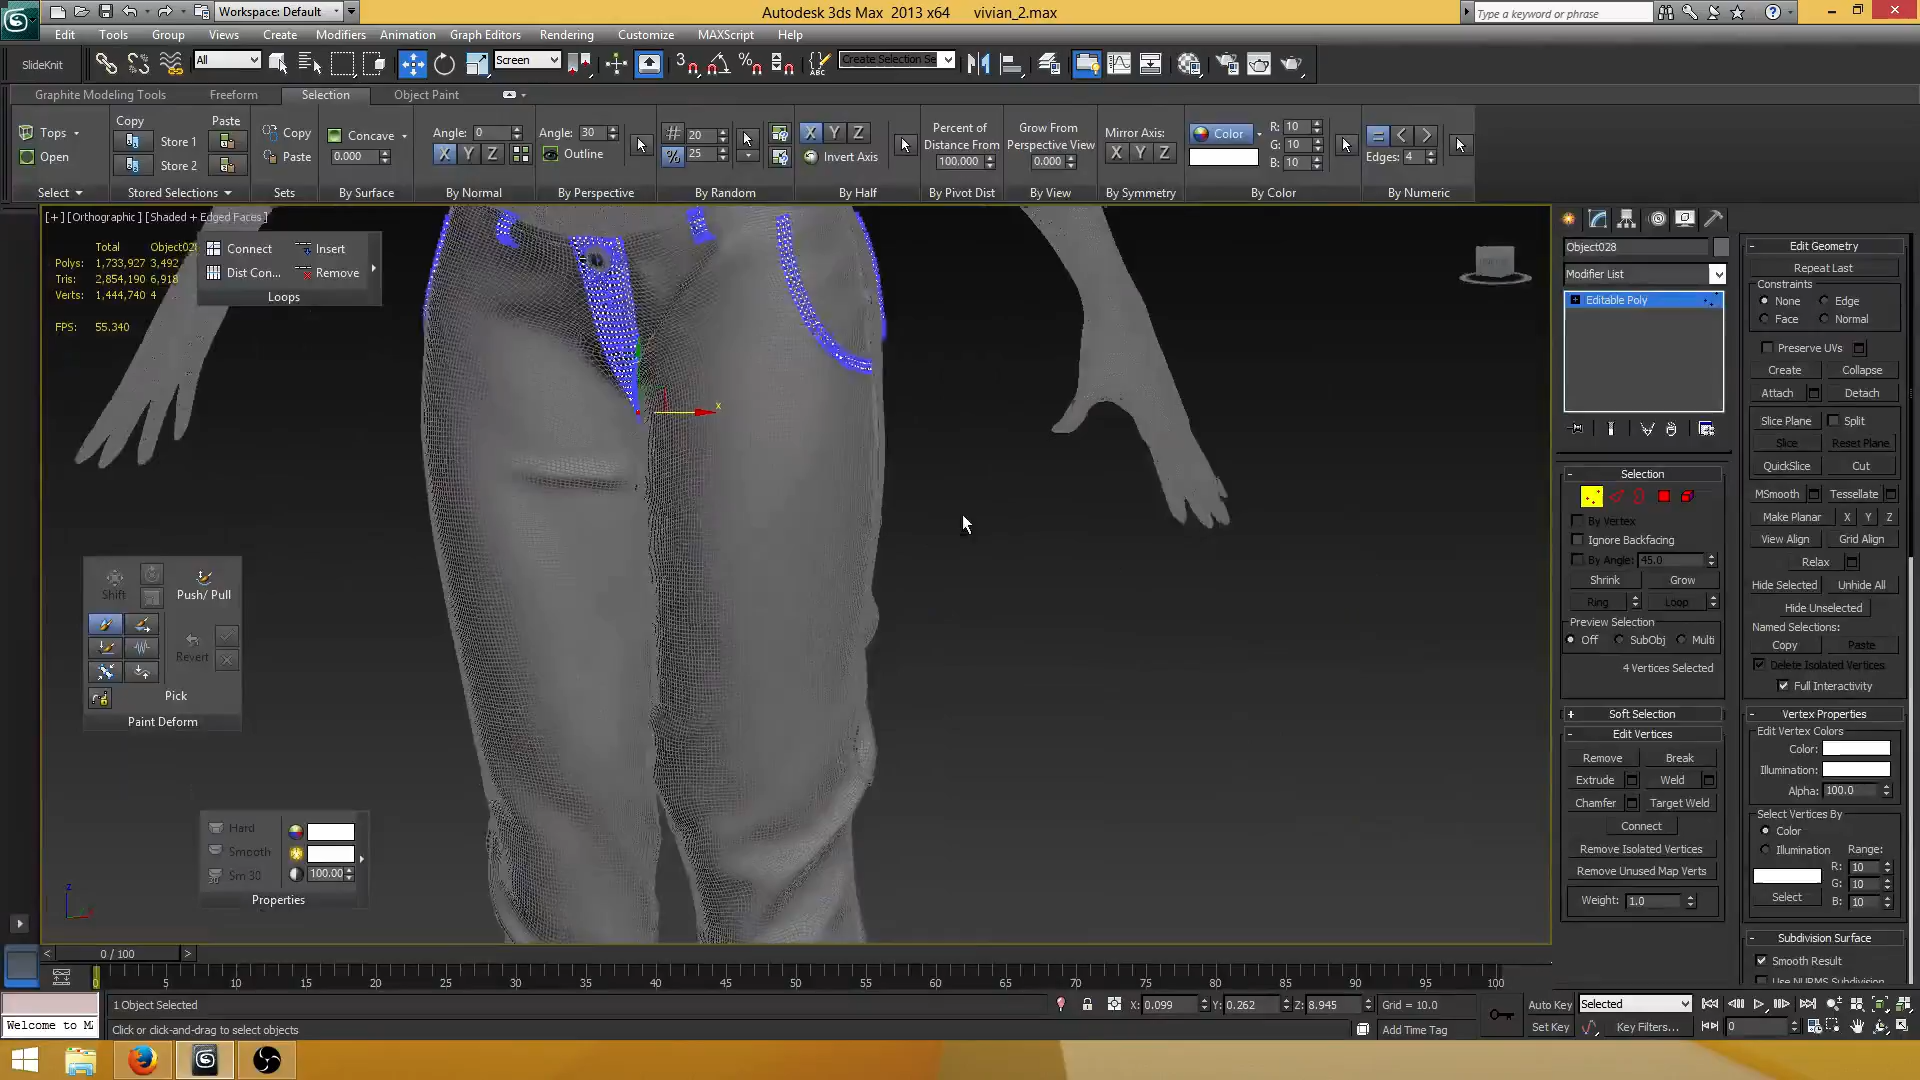 Workspace: Default
Autodesk 3ds Max 2013 x64 vivian_2.max
Type a keyword or phrase
Edit Tools Group Views Create Modifiers Animation Graph Editors Rendering Customize MAXScript Help
SlideKnit All Screen Create Selection Se
Graphite Modeling Tools Freeform Selection Object Paint
Tops
Open
Select
Copy Paste
Store 1
Store 2
Stored Selections
Copy
Paste
Sets
Concave
0.000
By Surface
Angle: 0
X Y Z
By Normal
Angle: 30
Outline
By Perspective
# 20
% 25
By Random
X Y Z
Invert Axis
By Half
Percent of
Distance From
100.000
By Pivot Dist
Grow From
Perspective View
0.000
By View
Mirror Axis:
X Y Z
By Symmetry
Color
R: 10
G: 10
B: 10
By Color
= < >
Edges: 4
By Numeric
[+] [Orthographic] [Shaded + Edged Faces]
Total Object028
Polys: 1,733,927 3,492
Tris: 2,854,190 6,918
Verts: 1,444,740 4
FPS: 55.340
Connect Insert
Dist Con... Remove
Loops
x
Shift Push/ Pull
Revert
Pick
Paint Deform
Hard
Smooth
Sm 30 100.00
Properties
z
Object028
Modifier List
Editable Poly
Selection
By Vertex
Ignore Backfacing
By Angle: 45.0
Shrink Grow
Ring Loop
Preview Selection
Off SubObj Multi
4 Vertices Selected
+ Soft Selection
- Edit Vertices
Remove Break
Extrude Weld
Chamfer Target Weld
Connect
Remove Isolated Vertices
Remove Unused Map Verts
Weight: 1.0
- Edit Geometry
Repeat Last
Constraints
None Edge
Face Normal
Preserve UVs
Create Collapse
Attach Detach
Slice Plane Split
Slice Reset Plane
QuickSlice Cut
MSmooth Tessellate
Make Planar X Y Z
View Align Grid Align
Relax
Hide Selected Unhide All
Hide Unselected
Named Selections:
Copy Paste
Delete Isolated Vertices
Full Interactivity
- Vertex Properties
Edit Vertex Colors
Color:
Illumination:
Alpha: 100.0
Select Vertices By
Color
Illumination Range:
R: 10
G: 10
Select B: 10
- Subdivision Surface
Smooth Result
Use NURMS Subdivision
< 0 / 100 >
0 5 10 15 20 25 30 35 40 45 50 55 60 65 70 75 80 85 90 95 100
1 Object Selected
X: 0.099 Y: 0.262 Z: 8.945 Grid = 10.0
Auto Key Selected
Welcome to M
Click or click-and-drag to select objects
Add Time Tag
Set Key Key Filters... 0